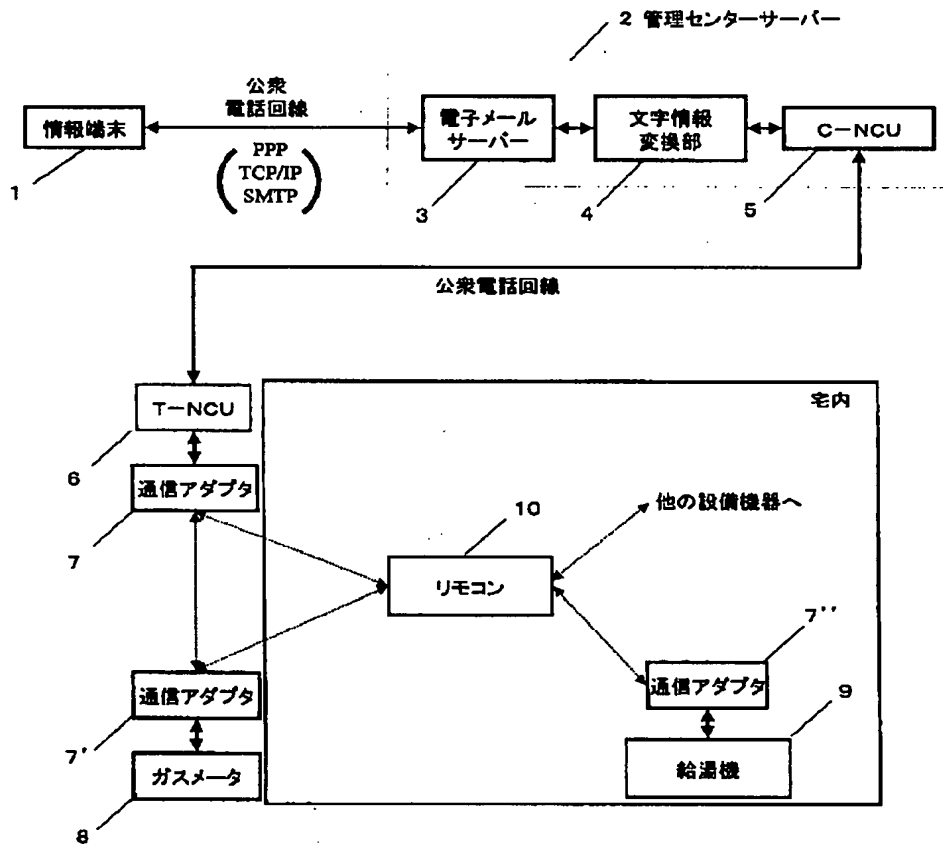 2 管理センターサーバー
公衆
電話回線
情報端末
電子メール
サーバー
文字情報
変換部
C-NCU
PPP
TCP/IP
SMTP
1
3
4
5
公衆電話回線
T-NCU
宅内
6
通信アダプタ
10
他の設備機器へ
7
リモコン
7''
通信アダプタ
通信アダプタ
9
7'
ガスメータ
給湯機
8